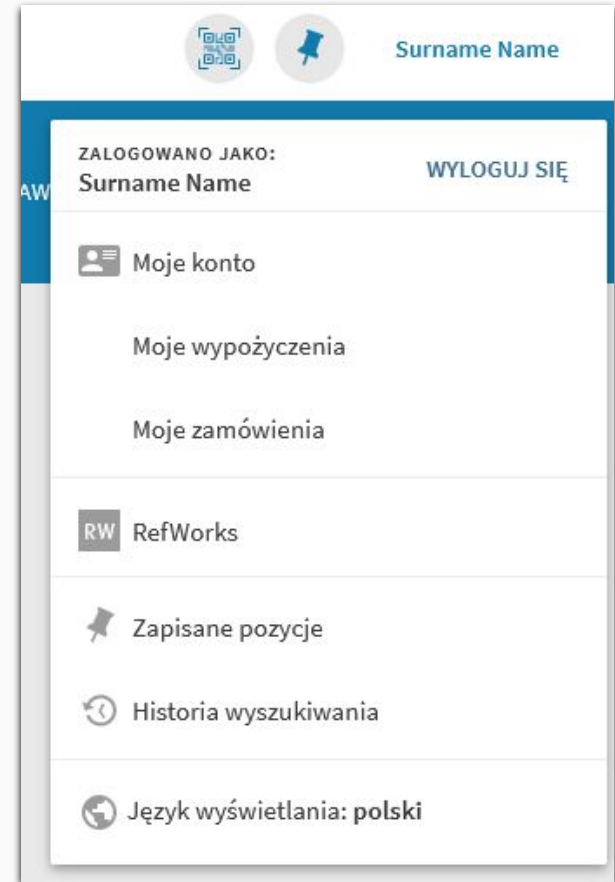 Surname Name
AW
ZALOGOWANO JAKO:
Surname Name
WYLOGUJ SIĘ
Moje konto
Moje wypożyczenia
Moje zamówienia
RW RefWorks
Zapisane pozycje
Historia wyszukiwania
Język wyświetlania: polski